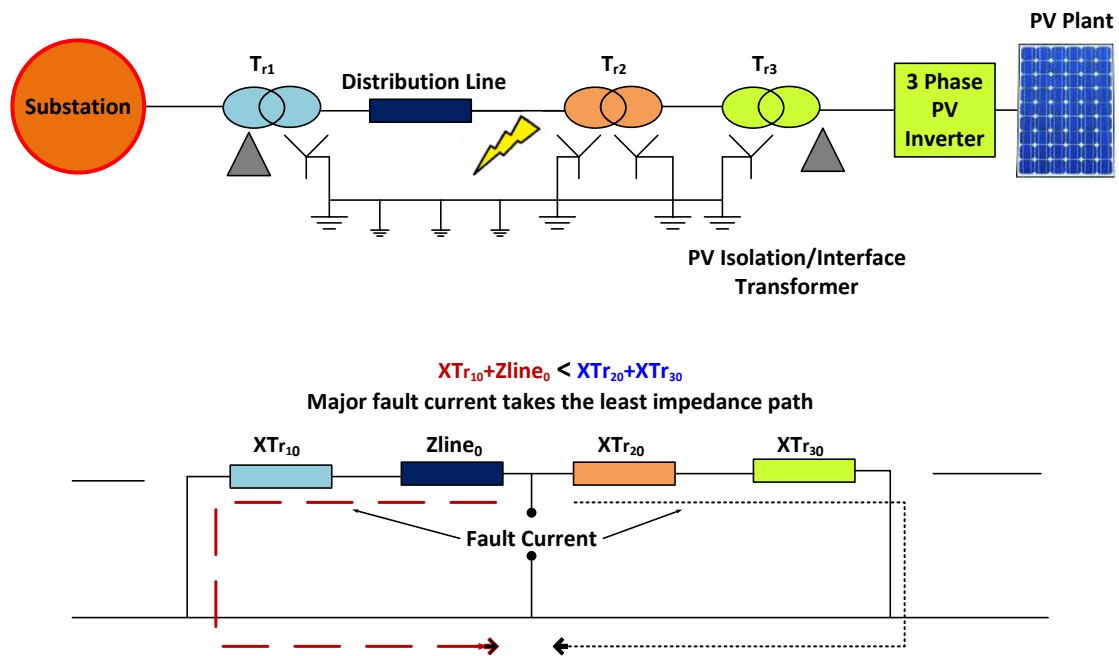 PV Plant
Substation
Tr1
Distribution Line
Tr2
Tr3
3 Phase
PV
Inverter
PV Isolation/Interface
Transformer
XTr10+Zline0 < XTr20+XTr30
Major fault current takes the least impedance path
XTr10
Zline0
XTr20
XTr30
Fault Current